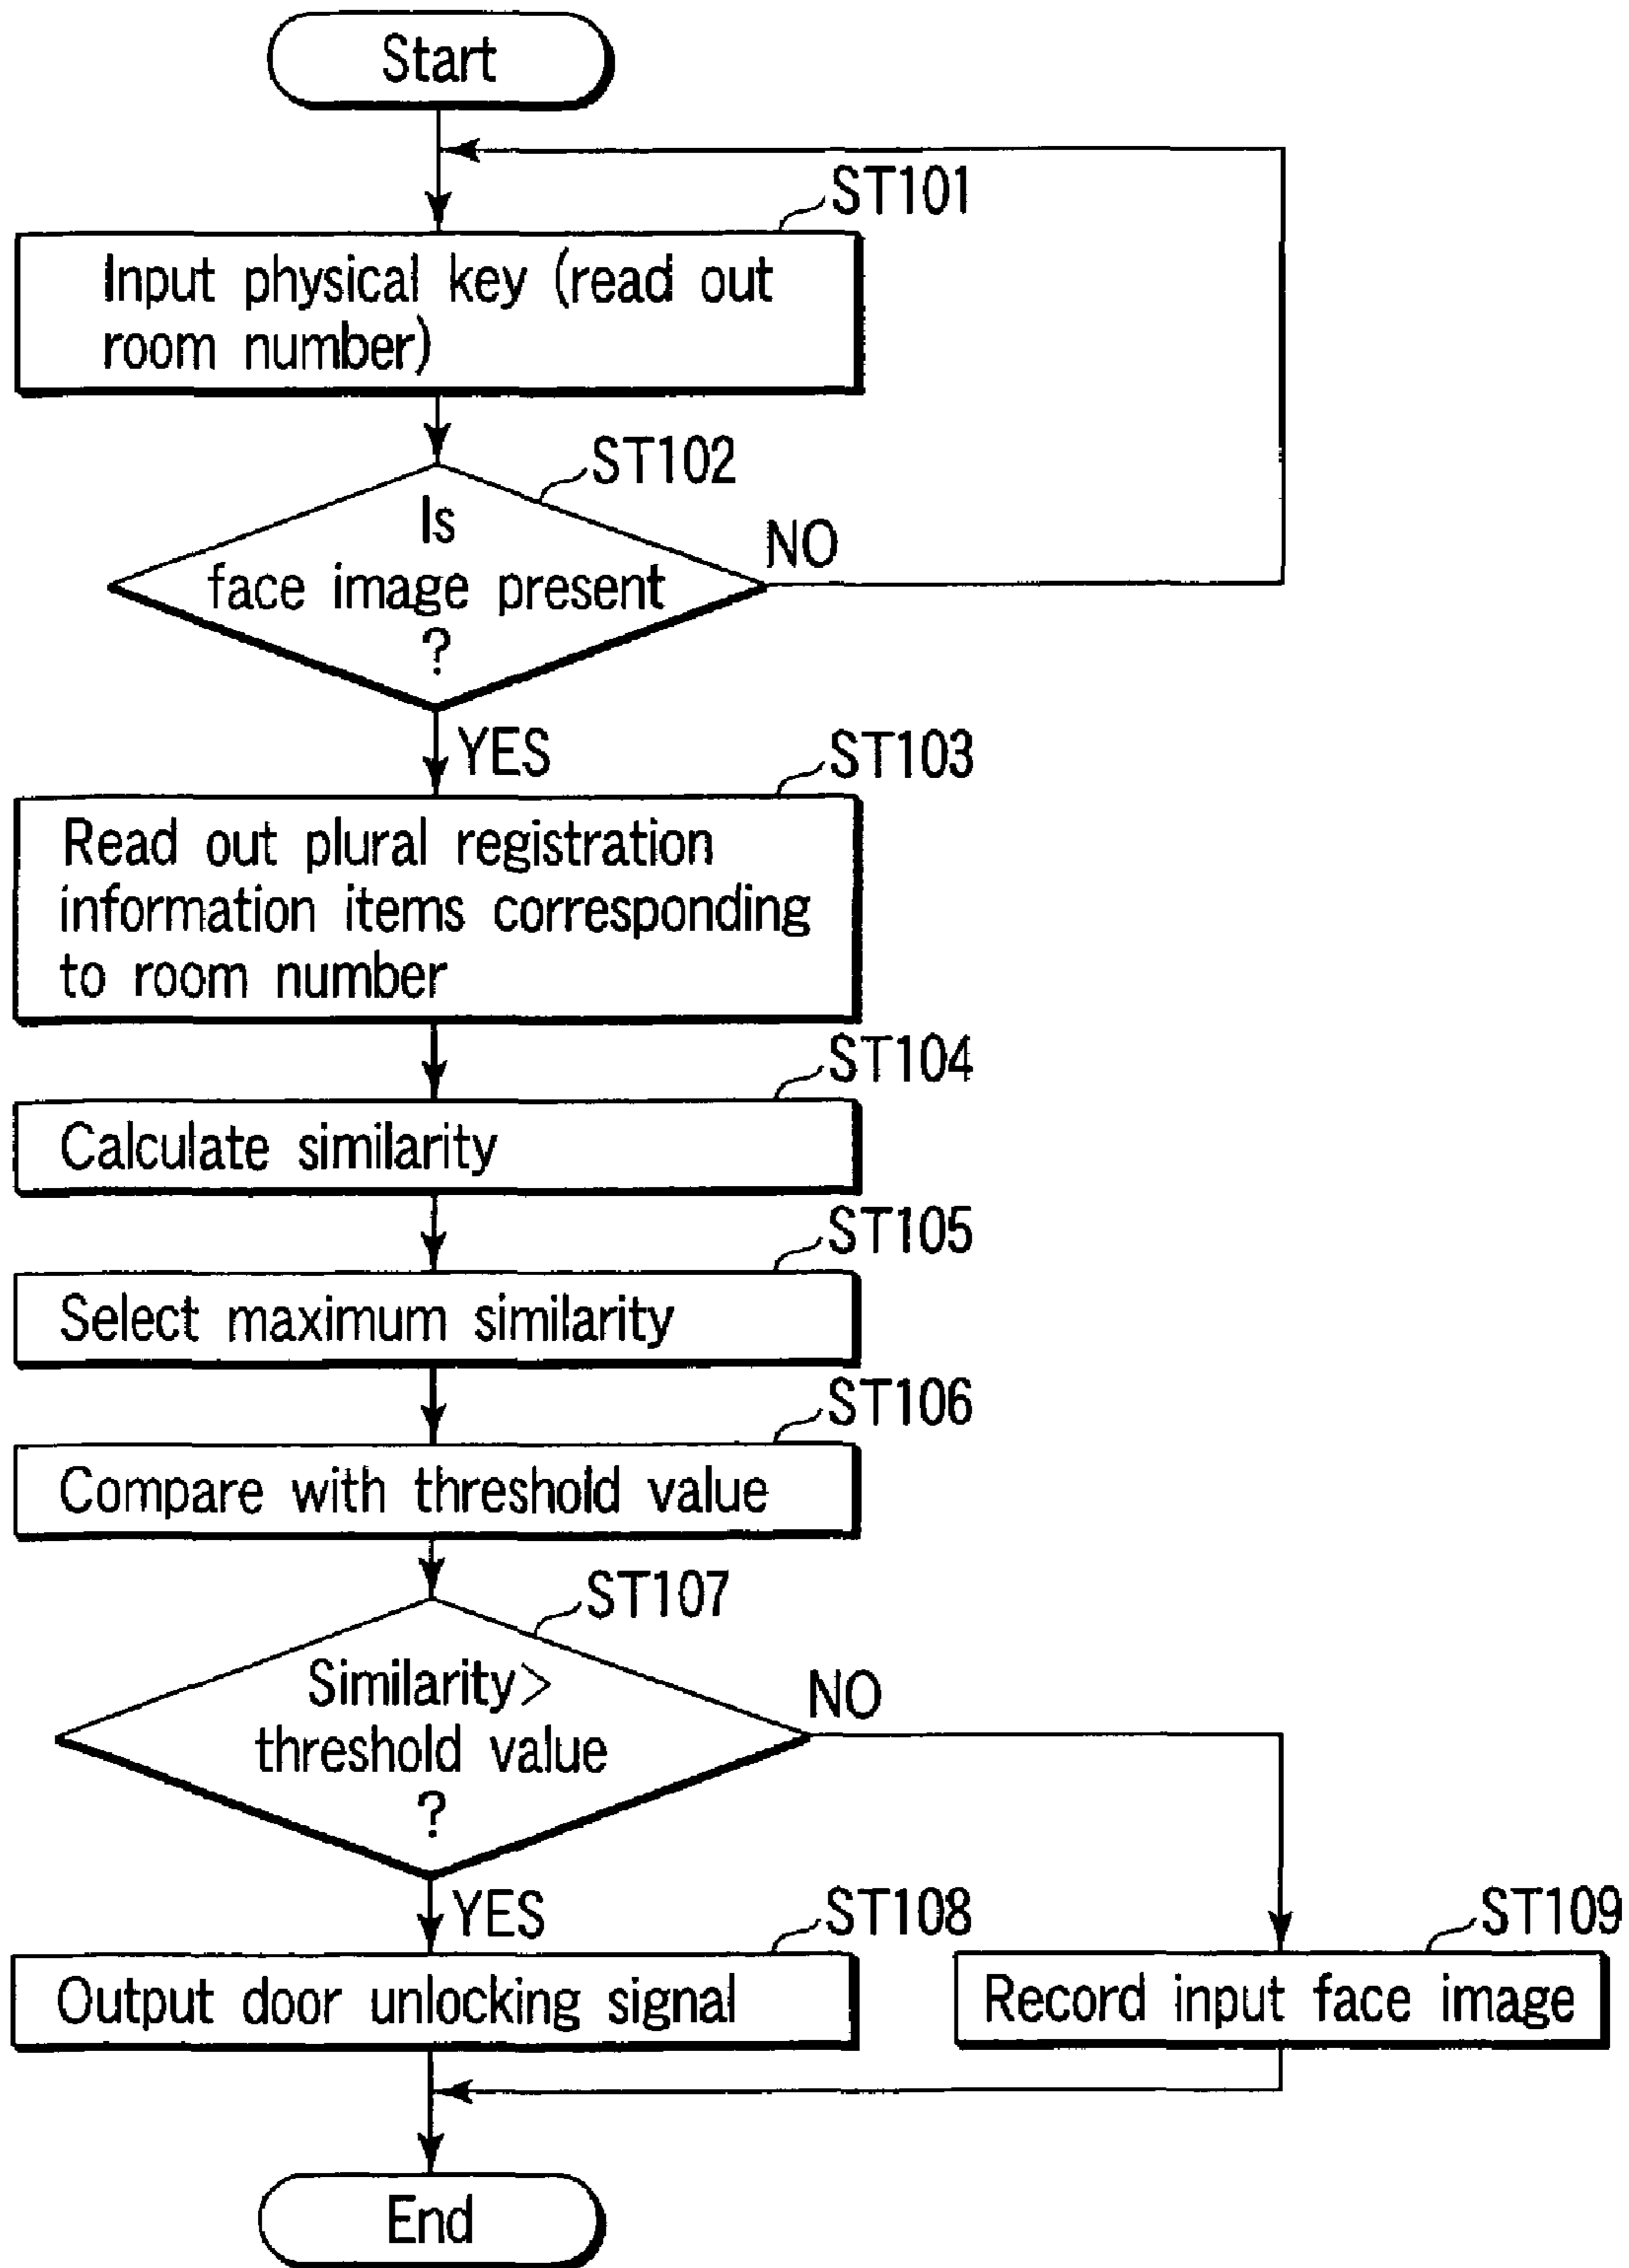 Start
ST101
Input physical key (read out
room number)
ST102
Is
face image present
?
NO
YES
ST103
Read out plural registration
information items corresponding
to room number
ST104
Calculate similarity
ST105
Select maximum similarity
ST106
Compare with threshold value
ST107
Similarity>
threshold value
?
NO
YES
ST108
Output door unlocking signal
ST109
Record input face image
End